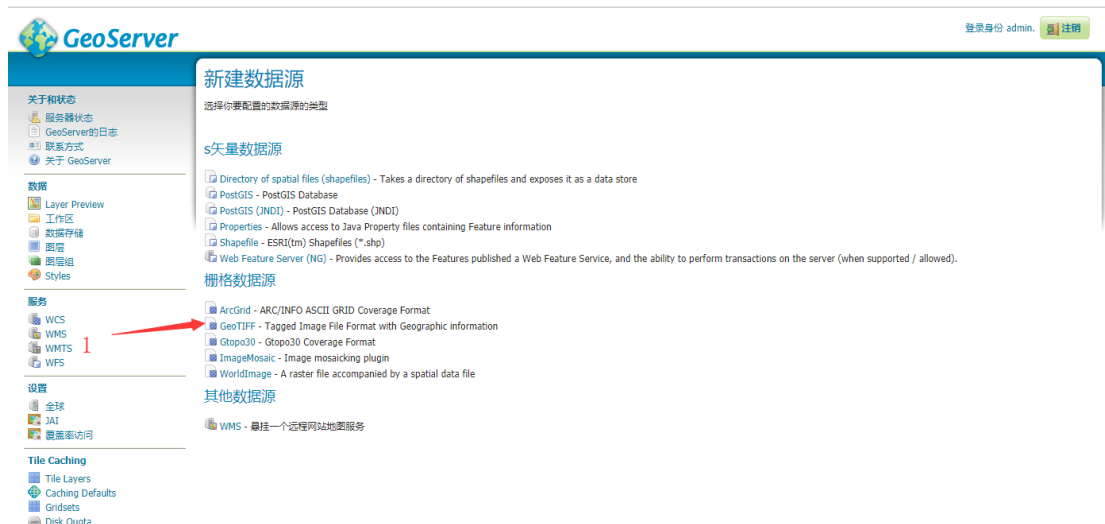 GeoServer
登录身份 admin. 注销
关于和状态
服务器状态
GeoServer的日志
联系方式
关于 GeoServer
数据
Layer Preview
工作区
数据存储
图层
图层组
Styles
服务
WCS
WMS
WMTS
WFS
1
设置
全球
JAI
覆盖率访问
Tile Caching
Tile Layers
Caching Defaults
Gridsets
Disk Quota
新建数据源
选择你要配置的数据源的类型
s矢量数据源
Directory of spatial files (shapefiles) - Takes a directory of shapefiles and exposes it as a data store
PostGIS - PostGIS Database
PostGIS (JNDI) - PostGIS Database (JNDI)
Properties - Allows access to Java Property files containing Feature information
Shapefile - ESRI(tm) Shapefiles (*.shp)
Web Feature Server (NG) - Provides access to the Features published a Web Feature Service, and the ability to perform transactions on the server (when supported / allowed).
栅格数据源
ArcGrid - ARC/INFO ASCII GRID Coverage Format
GeoTIFF - Tagged Image File Format with Geographic information
Gtopo30 - Gtopo30 Coverage Format
ImageMosaic - Image mosaicking plugin
WorldImage - A raster file accompanied by a spatial data file
其他数据源
WMS - 悬挂一个远程网站地图服务